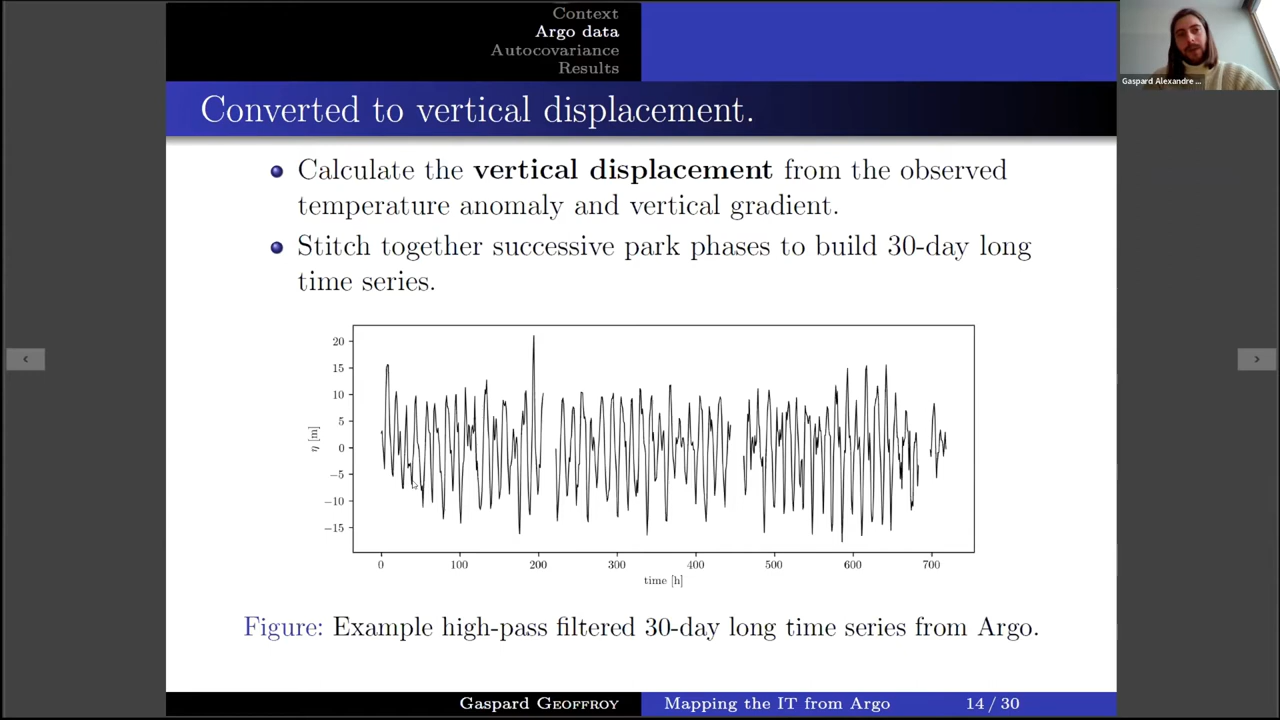 Context
Argo data
Autocovariance
Results
Gaspard Alexandre ...
Converted to vertical displacement.
Calculate the vertical displacement from the observed
temperature anomaly and vertical gradient.
Stitch together successive park phases to build 30-day long
time series.
20
15
10
5
0
−5
−10
−15
η [m]
0 100 200 300 400 500 600 700
time [h]
Figure: Example high-pass filtered 30-day long time series from Argo.
Gaspard Geoffroy Mapping the IT from Argo 14 / 30